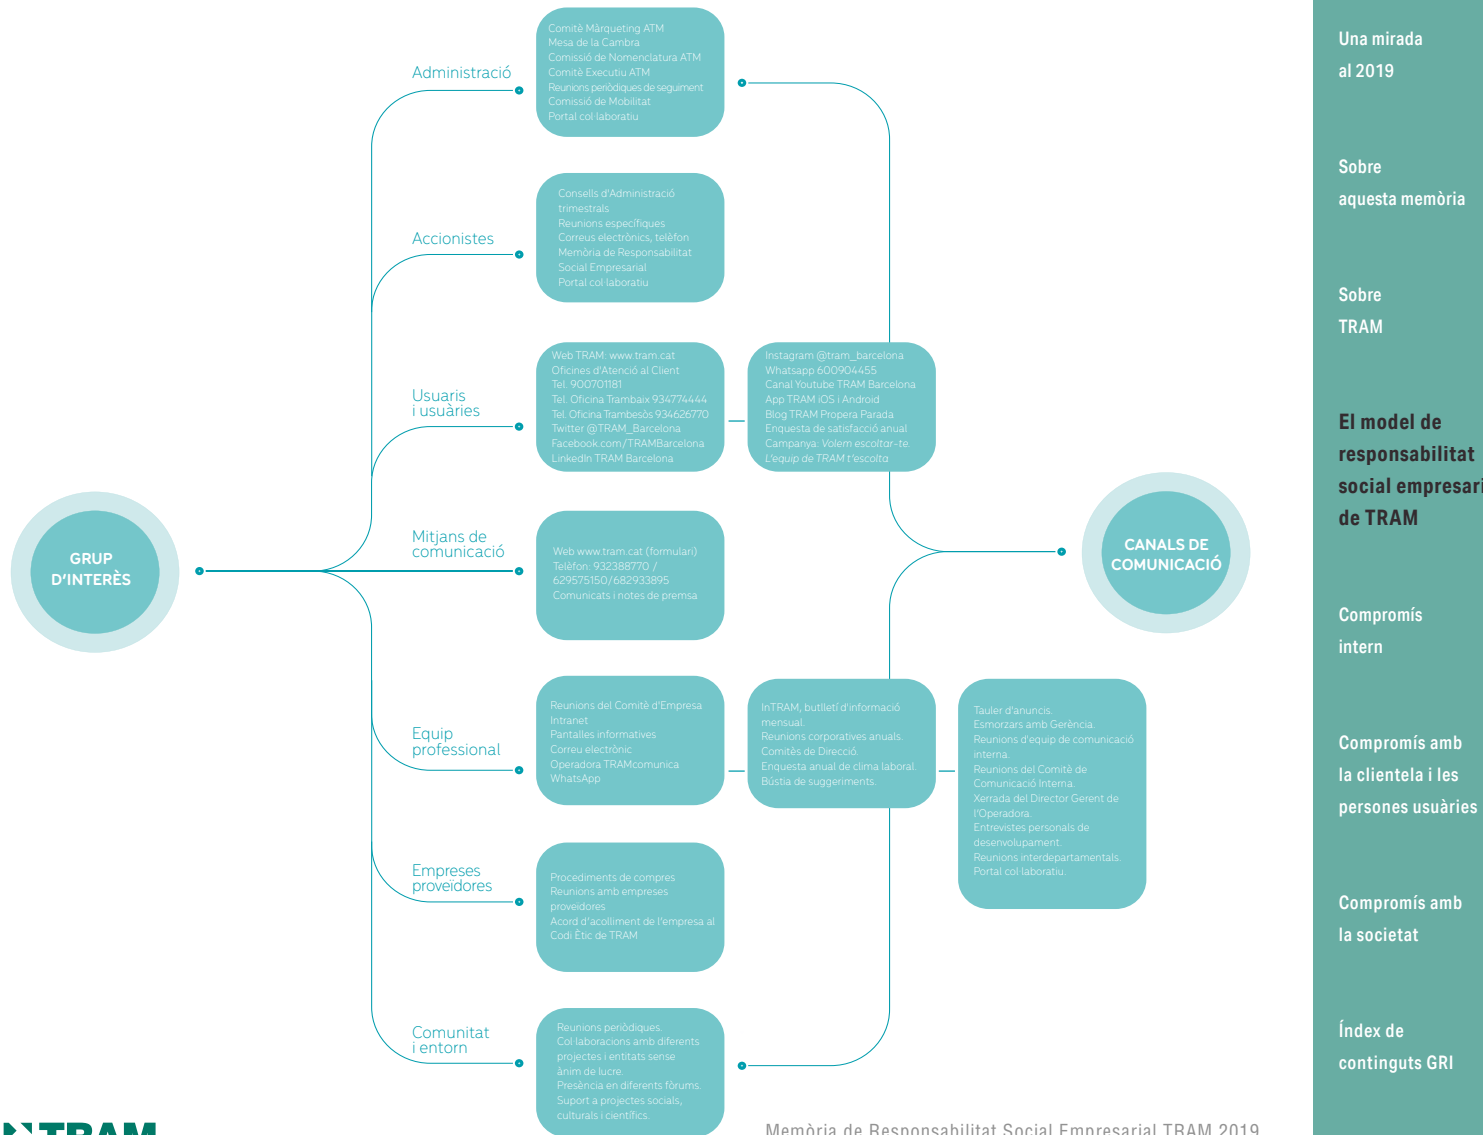 GRUP
D'INTERÈS
Administració
Comitè Màrqueting ATM
Mesa de la Cambra
Comissió de Nomenclatura ATM
Comitè Executiu ATM
Reunions periòdiques de seguiment
Comissió de Mobilitat
Portal col·laboratiu
Accionistes
Consells d'Administració
trimestrals
Reunions específiques
Correus electrònics, telèfon
Memòria de Responsabilitat
Social Empresarial
Portal col·laboratiu
Usuaris
i usuàries
Web TRAM: www.tram.cat
Oficines d'Atenció al Client
Tel. 900701181
Tel. Oficina Trambaix 934774444
Tel. Oficina Trambesòs 934626770
Twitter @TRAM_Barcelona
Facebook.com/TRAMBarcelona
LinkedIn TRAM Barcelona
Instagram @tram_barcelona
Whatsapp 600904455
Canal Youtube TRAM Barcelona
App TRAM iOS i Android
Blog TRAM Propera Parada
Enquesta de satisfacció anual
Campanya: Volem escoltar-te.
L'equip de TRAM t'escolta
Mitjans de
comunicació
Web www.tram.cat (formulari)
Telèfon: 932388770 /
629575150/682933895
Comunicats i notes de premsa
Equip
professional
Reunions del Comitè d'Empresa
Intranet
Pantalles informatives
Correu electrònic
Operadora TRAMcomunica
WhatsApp
InTRAM, butlletí d'informació
mensual.
Reunions corporatives anuals.
Comitès de Direcció.
Enquesta anual de clima laboral.
Bústia de suggeriments.
Tauler d'anuncis.
Esmorzars amb Gerència.
Reunions d'equip de comunicació
interna.
Reunions del Comitè de
Comunicació Interna.
Xerrada del Director Gerent de
l'Operadora.
Entrevistes personals de
desenvolupament.
Reunions interdepartamentals.
Portal col·laboratiu.
Empreses
proveïdores
Procediments de compres
Reunions amb empreses
proveïdores
Acord d'acolliment de l'empresa al
Codi Ètic de TRAM
Comunitat
i entorn
Reunions periòdiques.
Col·laboracions amb diferents
projectes i entitats sense
ànim de lucre.
Presència en diferents fòrums.
Suport a projectes socials,
culturals i científics.
CANALS DE
COMUNICACIÓ
Una mirada
al 2019
Sobre
aquesta memòria
Sobre
TRAM
El model de
responsabilitat
social empresari
de TRAM
Compromís
intern
Compromís amb
la clientela i les
persones usuàries
Compromís amb
la societat
Índex de
continguts GRI
TRAM
Memòria de Responsabilitat Social Empresarial TRAM 2019